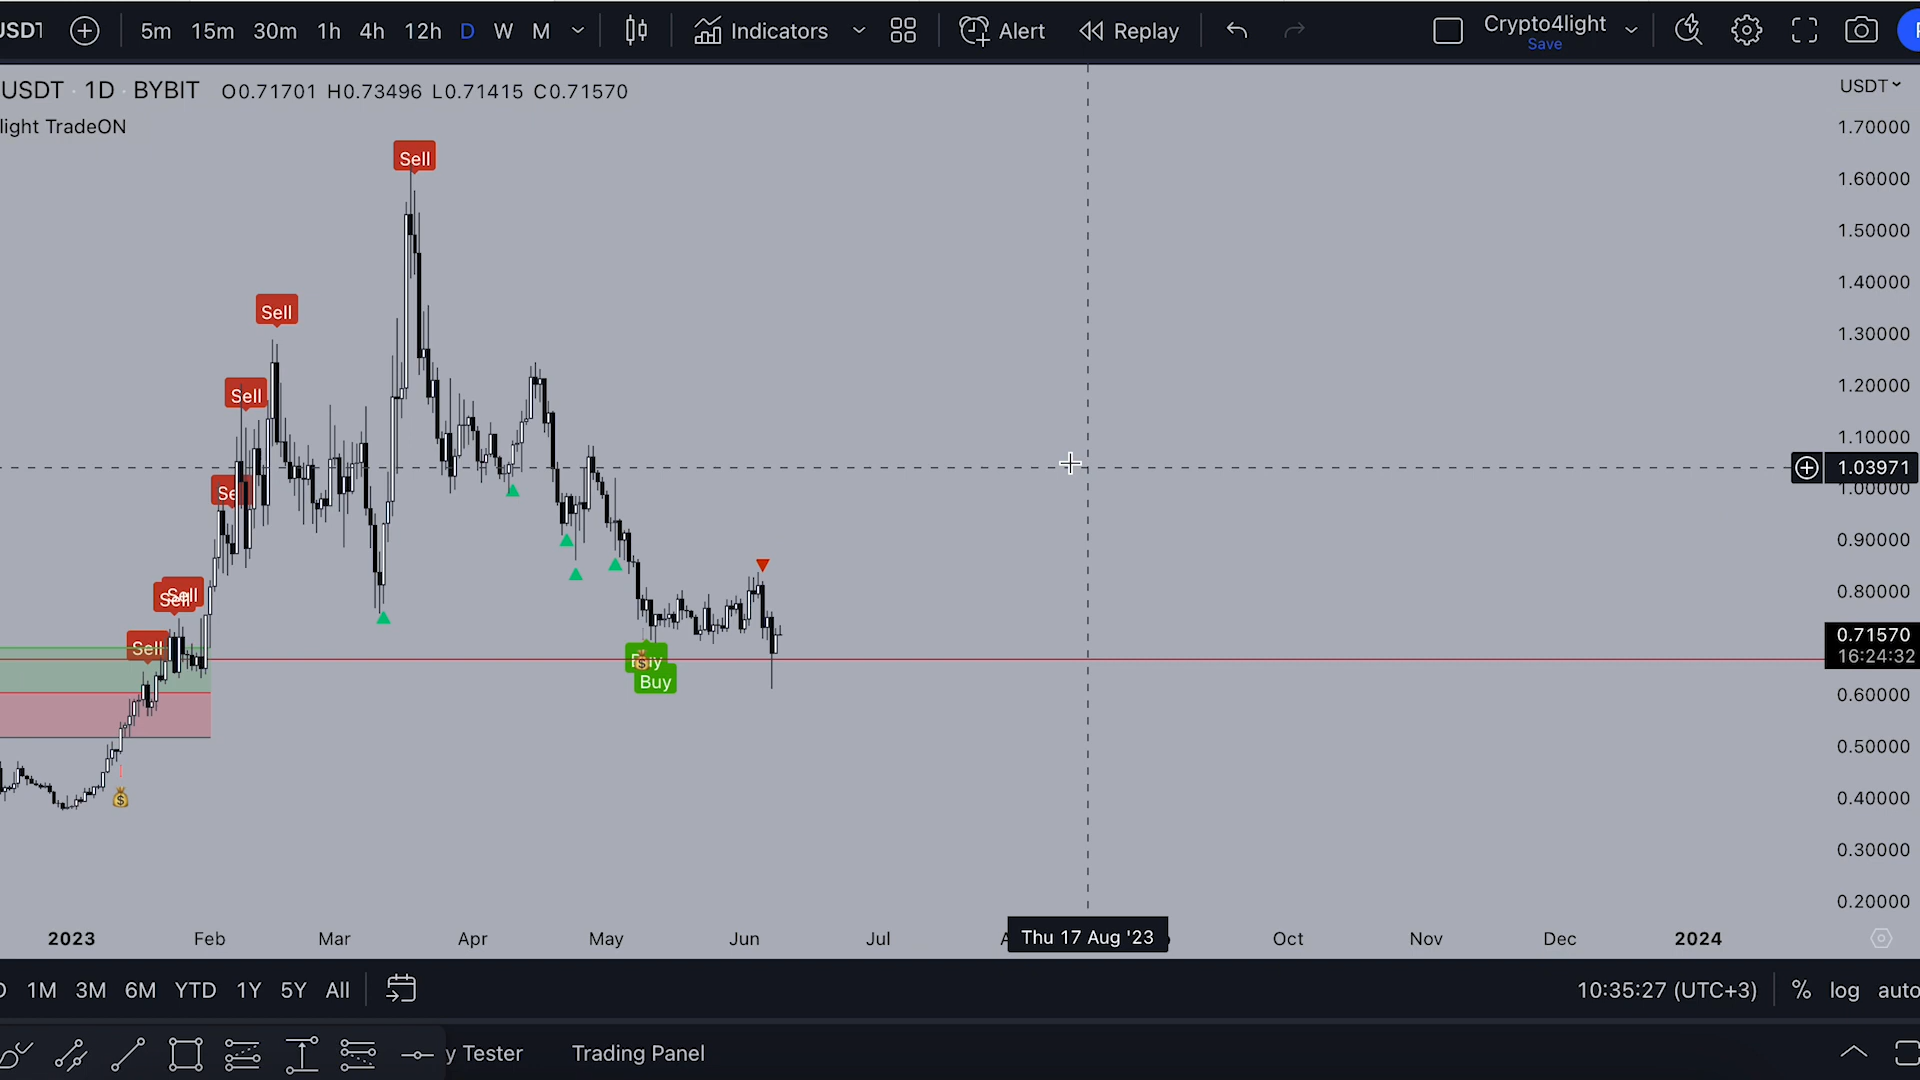 USDT
5m 15m 30m 1h 4h 12h D W M Indicators Alert Replay Crypto4light
Save
USDT · 1D · BYBIT O0.71701 H0.73496 L0.71415 C0.71570
light TradeON
USDT
1.70000
1.60000
1.50000
1.40000
1.30000
1.20000
1.10000
1.03971
1.00000
0.90000
0.80000
0.71570
16:24:32
0.60000
0.50000
0.40000
0.30000
0.20000
Sell
Sell
Sell
Se
Sell
Sell
Sell
Buy
Buy
2023 Feb Mar Apr May Jun Jul Thu 17 Aug '23 Oct Nov Dec 2024
1M 3M 6M YTD 1Y 5Y All 10:35:27 (UTC+3) % log auto
y Tester Trading Panel